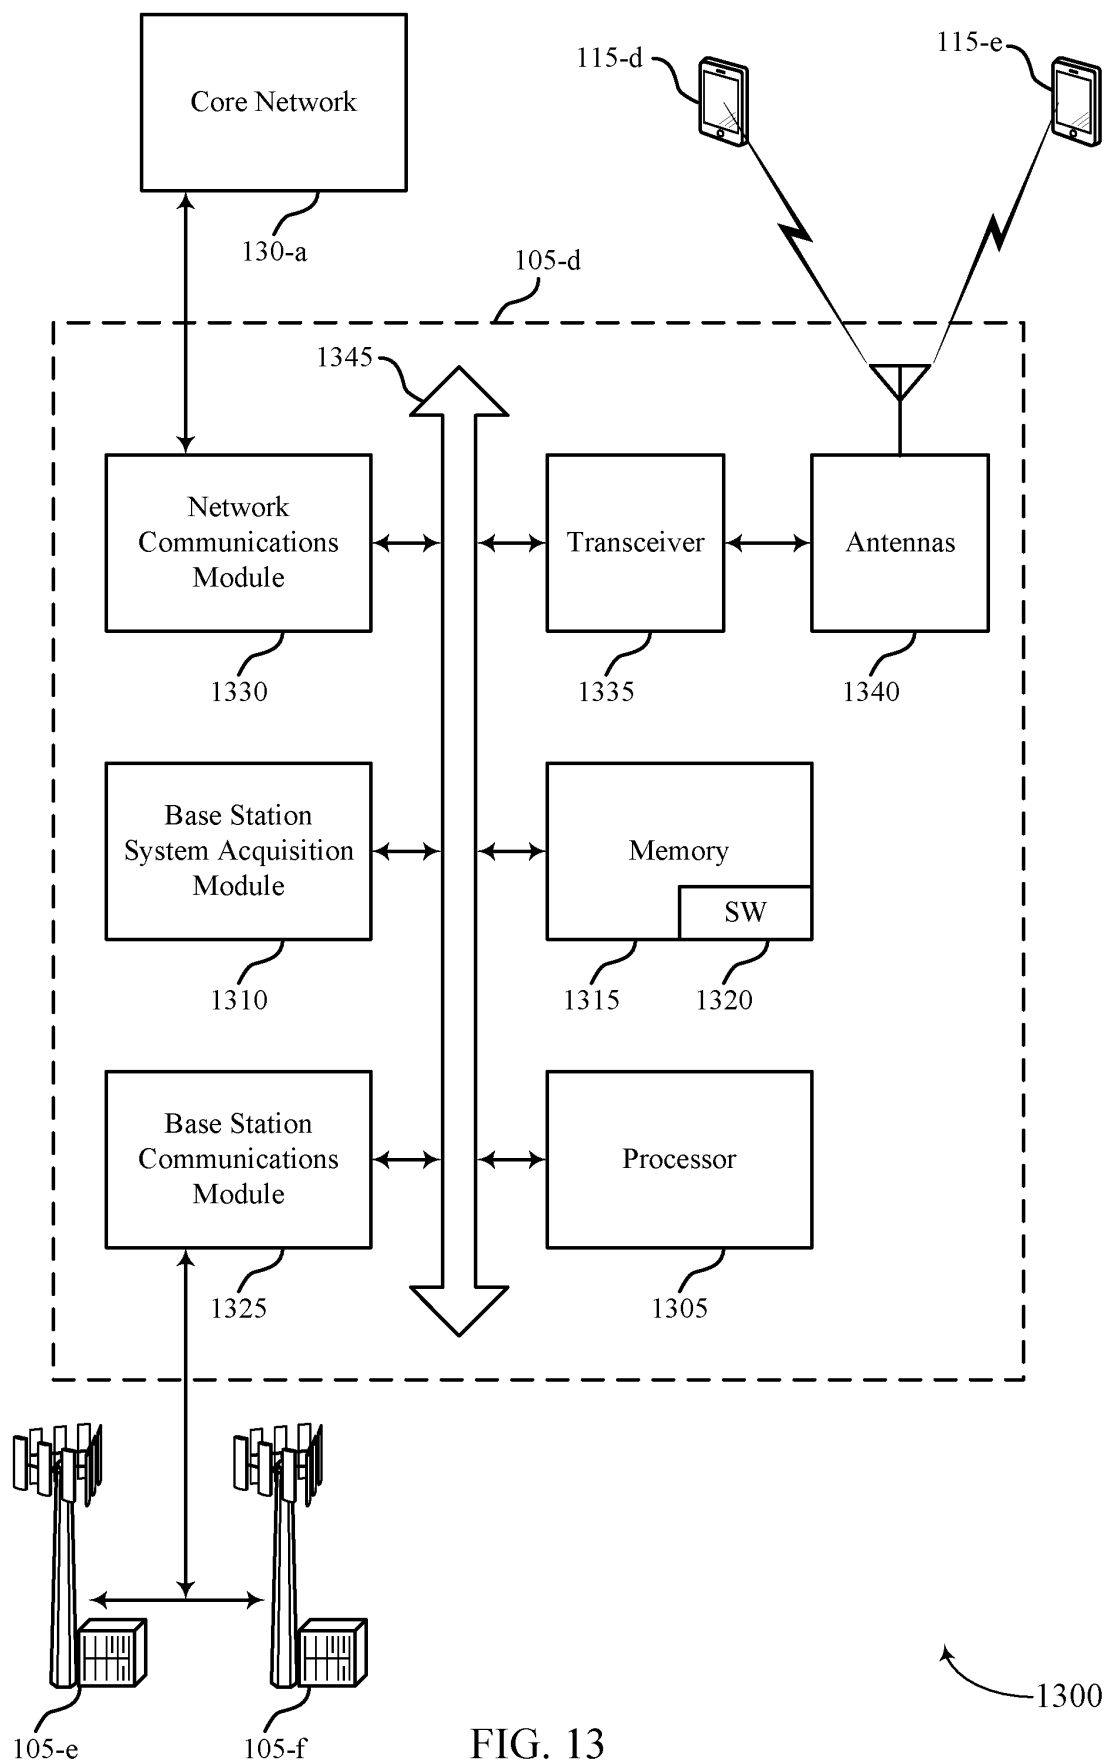 115-d
115-e
Core Network
130-a
105-d
1345
Network
Communications
Module
Transceiver
Antennas
1330
1335
1340
Base Station
System Acquisition
Module
Memory
SW
1310
1315
1320
Base Station
Communications
Module
Processor
1325
1305
1300
105-e
105-f
FIG. 13